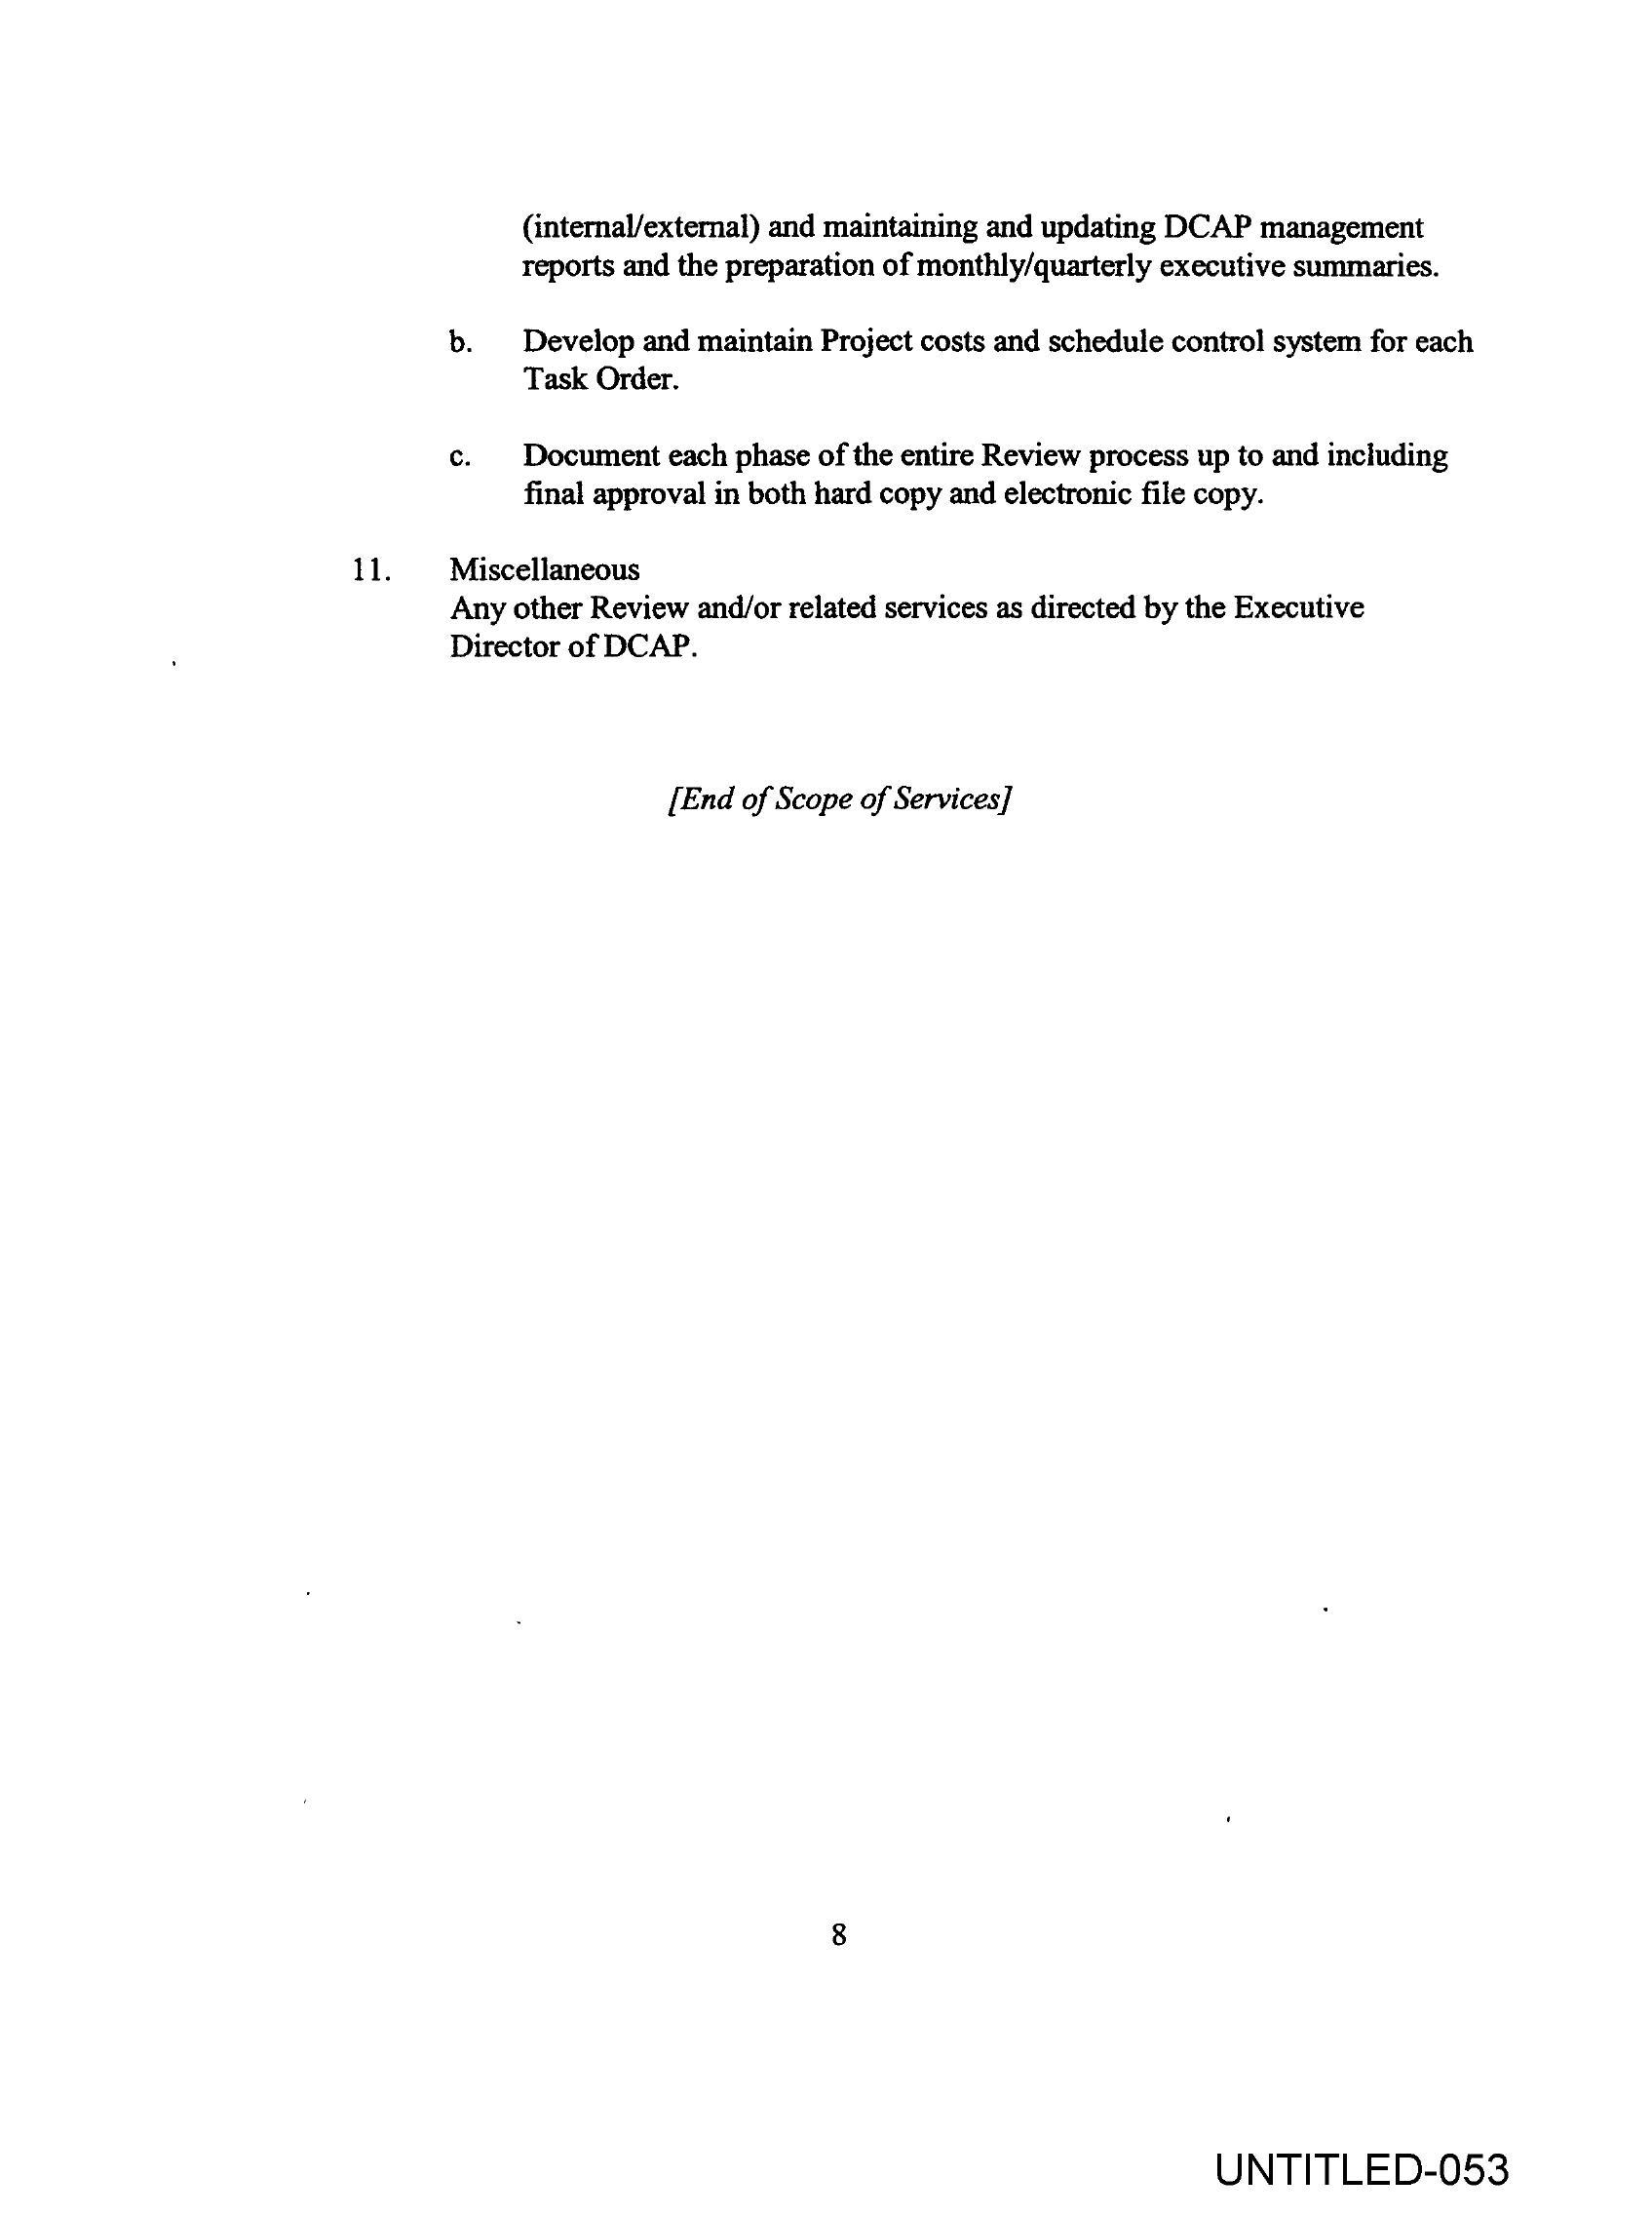 (internal/external) and maintaining and updating DCAP management
reports and the preparation of monthly/quarterly executive summaries.
b. Develop and maintain Project costs and schedule control system for each
Task Order.
c. Document each phase of the entire Review process up to and including
final approval in both hard copy and electronic file copy.
11. Miscellaneous
Any other Review and/or related services as directed by the Executive
Director of DCAP.
[End of Scope of Services]
8
UNTITLED-053